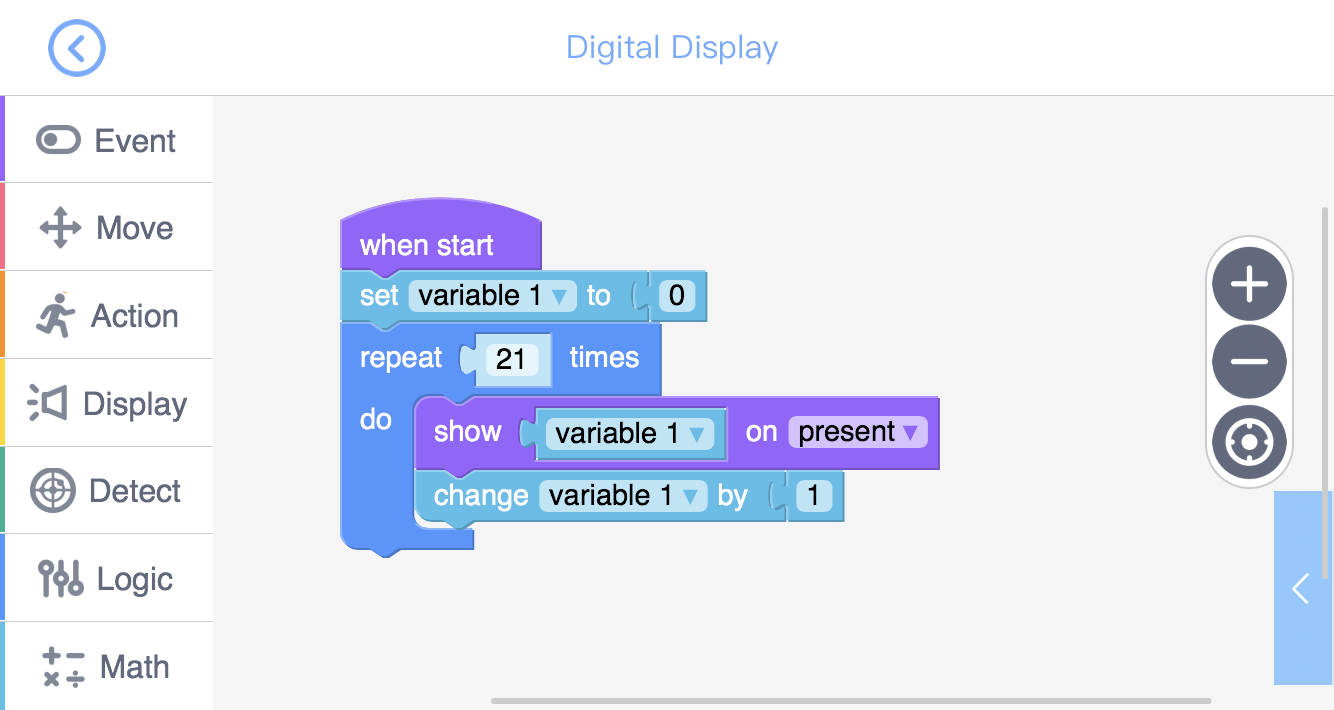 Digital Display
Event
Move
Action
Display
Detect
Logic
Math
when start
set variable 1 to 0
repeat 21 times
do
show variable 1 on present
change variable 1 by 1